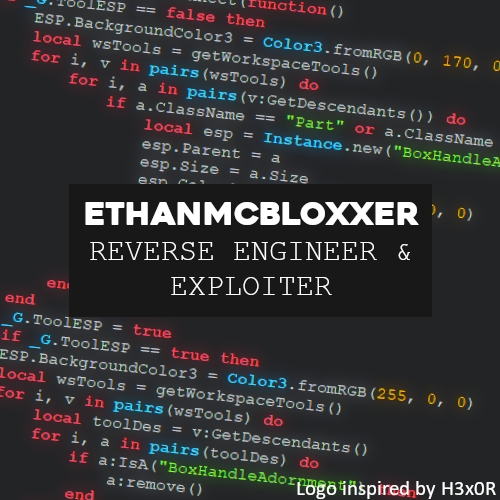 _G.ToolESP == false then
ESP.BackgroundColor3 = Color3.fromRGB(0, 170, 0
local wsTools = getWorkspaceTools()
for i, v in pairs(wsTools) do
for i, a in pairs(v:GetDescendants()) do
if a.ClassName == "Part" or a.ClassName
local esp = Instance.new("BoxHandleA
esp.Parent = a
esp.Size = a.Size
0, 0)
ETHANMCBLOXXER
REVERSE ENGINEER &
EXPLOITER
end
_G.ToolESP = true
if _G.ToolESP == true then
ESP.BackgroundColor3 = Color3.fromRGB(255, 0, 0)
local wsTools = getWorkspaceTools()
for i, v in pairs(wsTools) do
local toolDes = v:GetDescendants()
for i, a in pairs(toolDes) do
if a:IsA("BoxHandleAdornment") then
a:remove()
end
Logo inspired by H3x0R